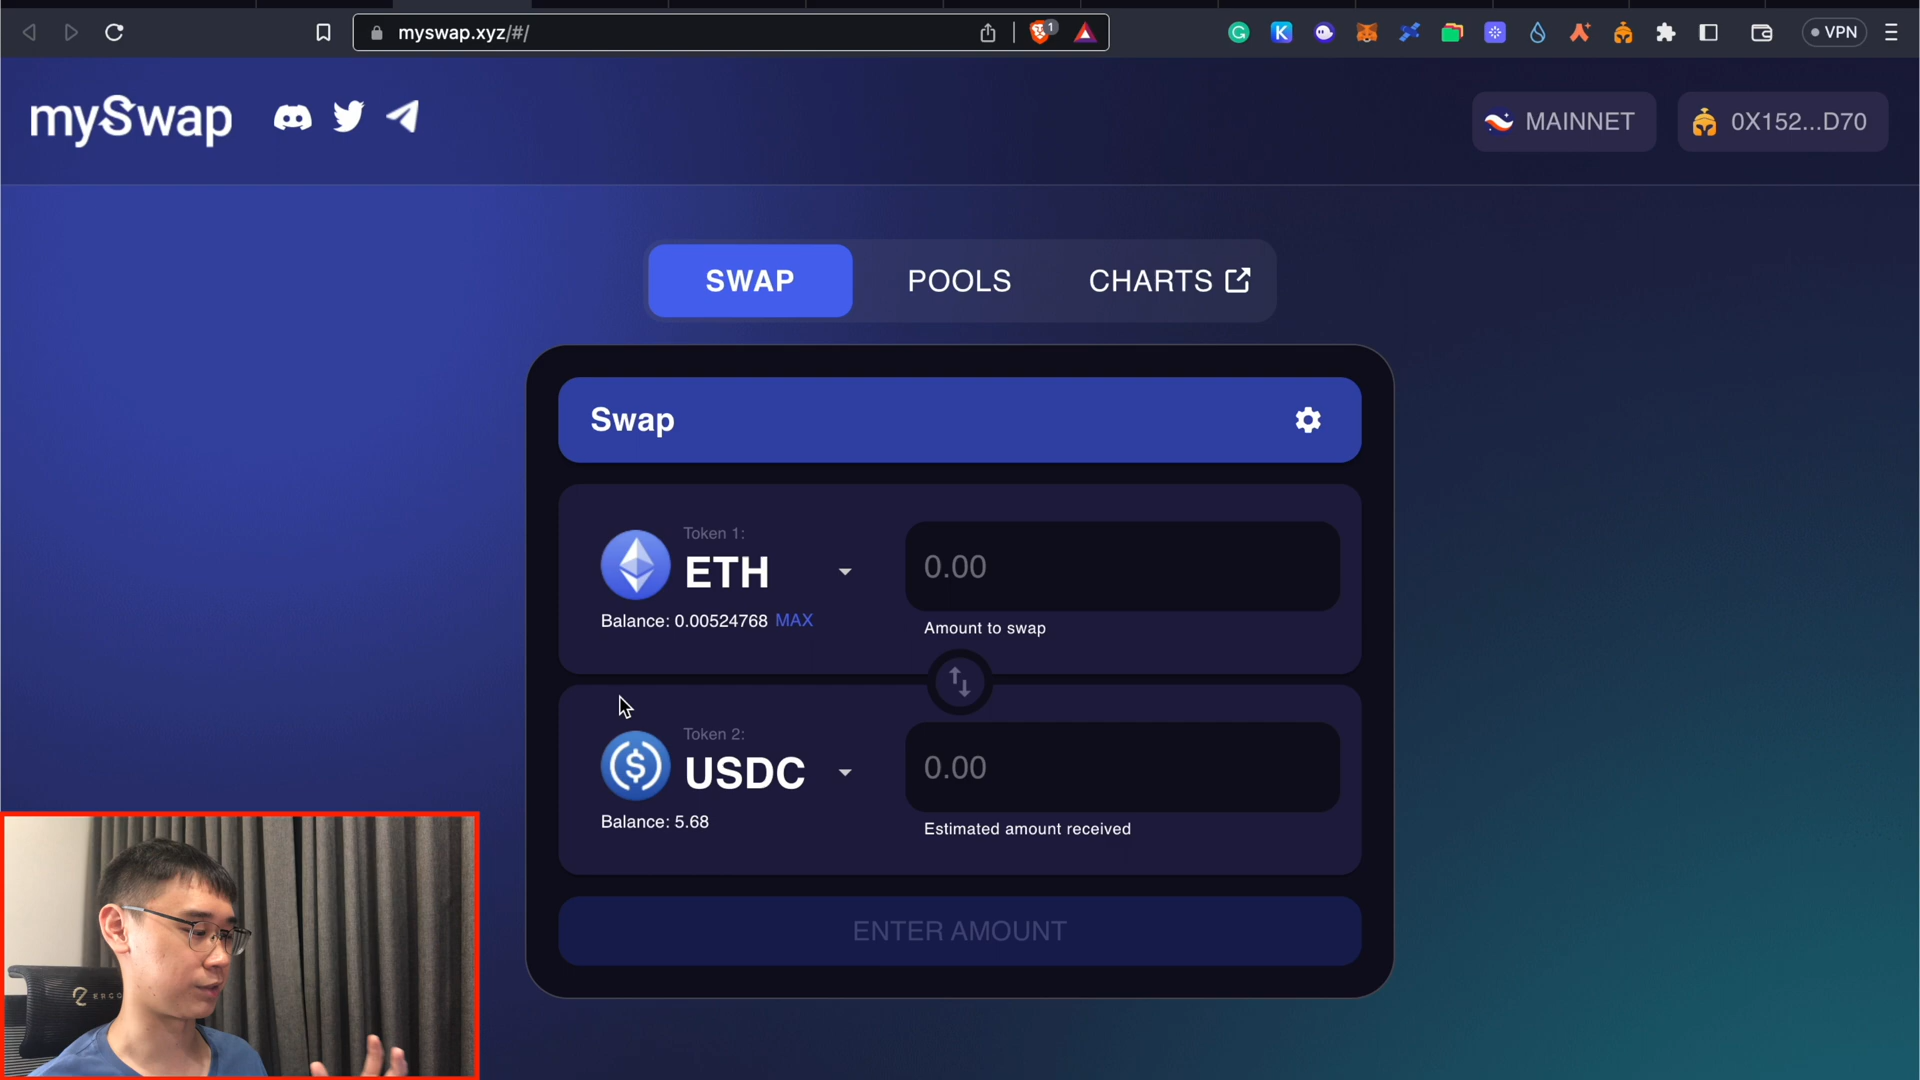 myswap.xyz/#/
1
VPN
mySwap
MAINNET
0X152...D70
SWAP
POOLS
CHARTS
Swap
Token 1:
ETH
0.00
Balance: 0.00524768 MAX
Amount to swap
Token 2:
USDC
0.00
Balance: 5.68
Estimated amount received
ENTER AMOUNT